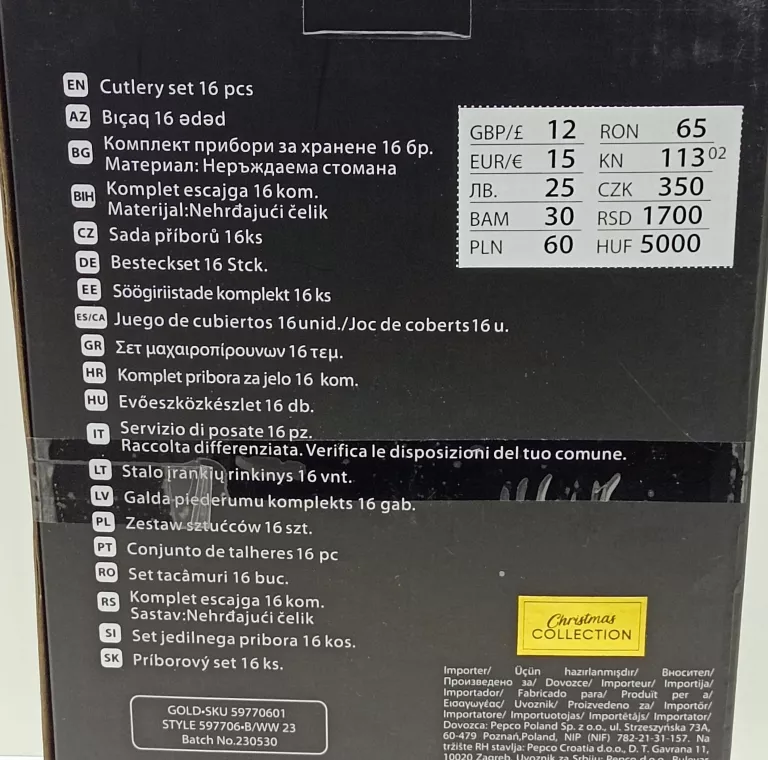 EN Cutlery set 16 pcs
AZ Bıçaq 16 ədəd
BG Комплект прибори за хранене 16 бр.
Материал: Неръждаема стомана
BIH Komplet escajga 16 kom.
Materijal:Nehrđajući čelik
CZ Sada příborů 16ks
DE Besteckset 16 Stck.
EE Söögiriistade komplekt 16 ks
ES/CA Juego de cubiertos 16unid./Joc de coberts16 u.
GR Σετ μαχαιροπίρουνων 16 τεμ.
HR Komplet pribora za jelo 16 kom.
HU Evőeszközkészlet 16 db.
IT Servizio di posate 16 pz.
Raccolta differenziata. Verifica le disposizioni del tuo comune.
LT Stalo įrankių rinkinys 16 vnt.
LV Galda piederumu komplekts 16 gab.
PL Zestaw sztućców 16 szt.
PT Conjunto de talheres 16 pc
RO Set tacâmuri 16 buc.
RS Komplet escajga 16 kom.
Sastav:Nehrđajući čelik
SI Set jedilnega pribora 16 kos.
SK Príborový set 16 ks.
GBP/£ 12 RON 65
EUR/€ 15 KN 113 02
ЛВ. 25 CZK 350
BAM 30 RSD 1700
PLN 60 HUF 5000
Christmas
COLLECTION
GOLD•SKU 59770601
STYLE 597706•B/WW 23
Batch No.230530
Importer/ Üçün hazırlanmışdır/ Вносител/
Произведено за/ Dovozce/ Importeur/ Importija/
Importador/ Fabricado para/ Produït per a/
Εισαγωγέας/ Uvoznik/ Proizvedeno za/ Importőr/
Importatore/ Importuotojas/ Importētājs/ Importator/
Dovozca: Pepco Poland Sp. z o.o., ul. Strzeszyńska 73A,
60-479 Poznań,Poland, NIP (NIF) 782-21-31-157. Na
tržište RH stavlja: Pepco Croatia d.o.o., D. T. Gavrana 11,
10020 Zagreb. Uvoznik za Srbiju: Pepco d.o.o., Bulevar